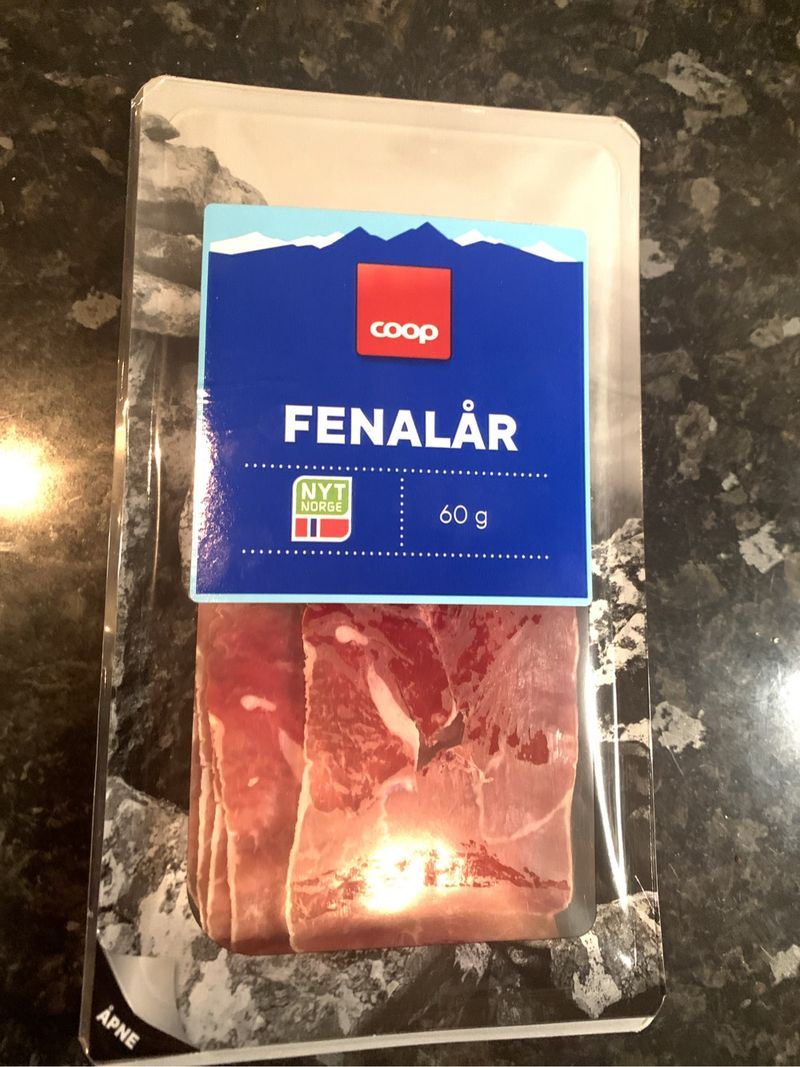 coop
FENALÅR
NYT
NORGE
60 g
ÅPNE